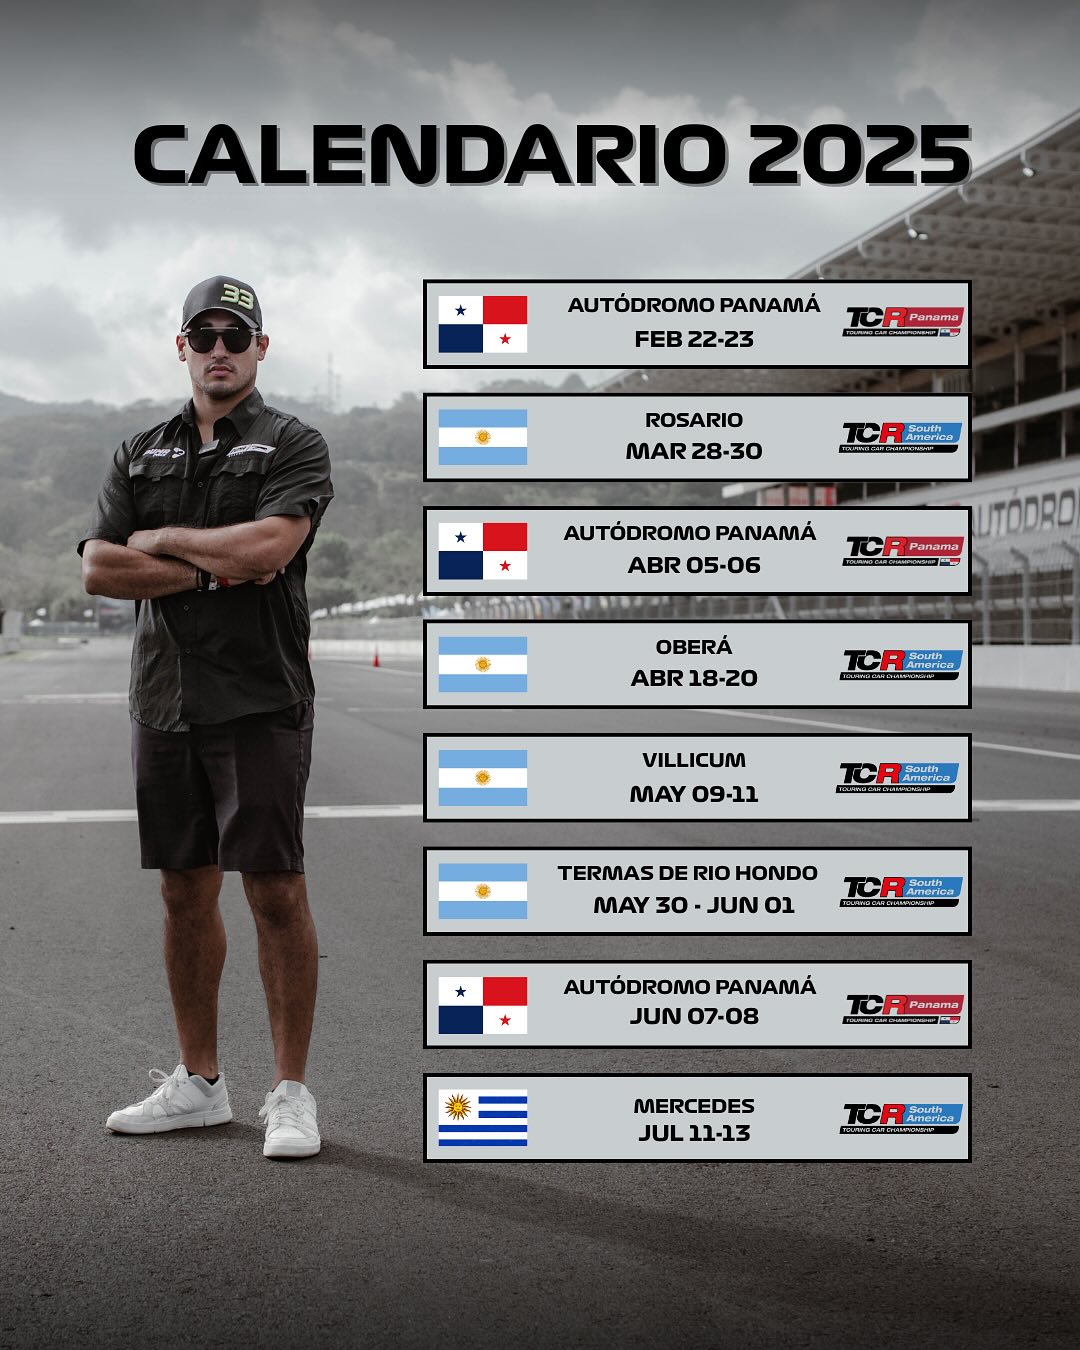 CALENDARIO 2025
33
AUTÓDROMO PANAMÁ
FEB 22-23
TCR Panama
TOURING CAR CHAMPIONSHIP
ROSARIO
MAR 28-30
TCR South America
TOURING CAR CHAMPIONSHIP
AUTÓDROMO PANAMÁ
ABR 05-06
TCR Panama
TOURING CAR CHAMPIONSHIP
AUTÓDRO
OBERÁ
ABR 18-20
TCR South America
TOURING CAR CHAMPIONSHIP
VILLICUM
MAY 09-11
TCR South America
TOURING CAR CHAMPIONSHIP
TERMAS DE RIO HONDO
MAY 30 - JUN 01
TCR South America
TOURING CAR CHAMPIONSHIP
AUTÓDROMO PANAMÁ
JUN 07-08
TCR Panama
TOURING CAR CHAMPIONSHIP
MERCEDES
JUL 11-13
TCR South America
TOURING CAR CHAMPIONSHIP